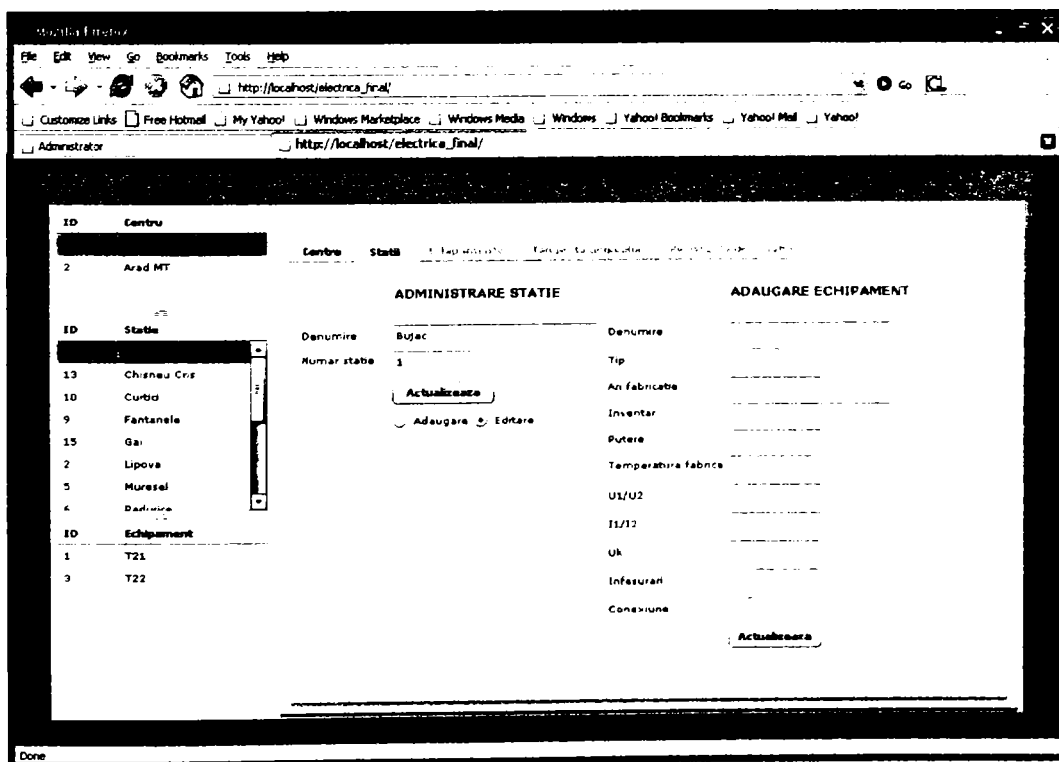 Mozilla Firefox
File Edit View Go Bookmarks Tools Help
http://localhost/electrica_final/ Go
Customize Links Free Hotmail My Yahoo! Windows Marketplace Windows Media Windows Yahoo! Bookmarks Yahoo! Mail Yahoo!
Administrator http://localhost/electrica_final/
ID Centru
2 Arad MT
ID Statie
13 Chisneu Cris
10 Curtici
9 Fantanele
15 Gai
2 Lipova
5 Muresel
6
ID Echipament
1 T21
3 T22
Centre Statii
ADMINISTRARE STATIE
Denumire Bujac
Numar statie 1
Actualizeaza
Adaugare Editare
ADAUGARE ECHIPAMENT
Denumire
Tip
An fabricatie
Inventar
Putere
Temperatura fabrica
U1/U2
I1/I2
Uk
Infasurari
Conexiune
Actualizeaza
Done